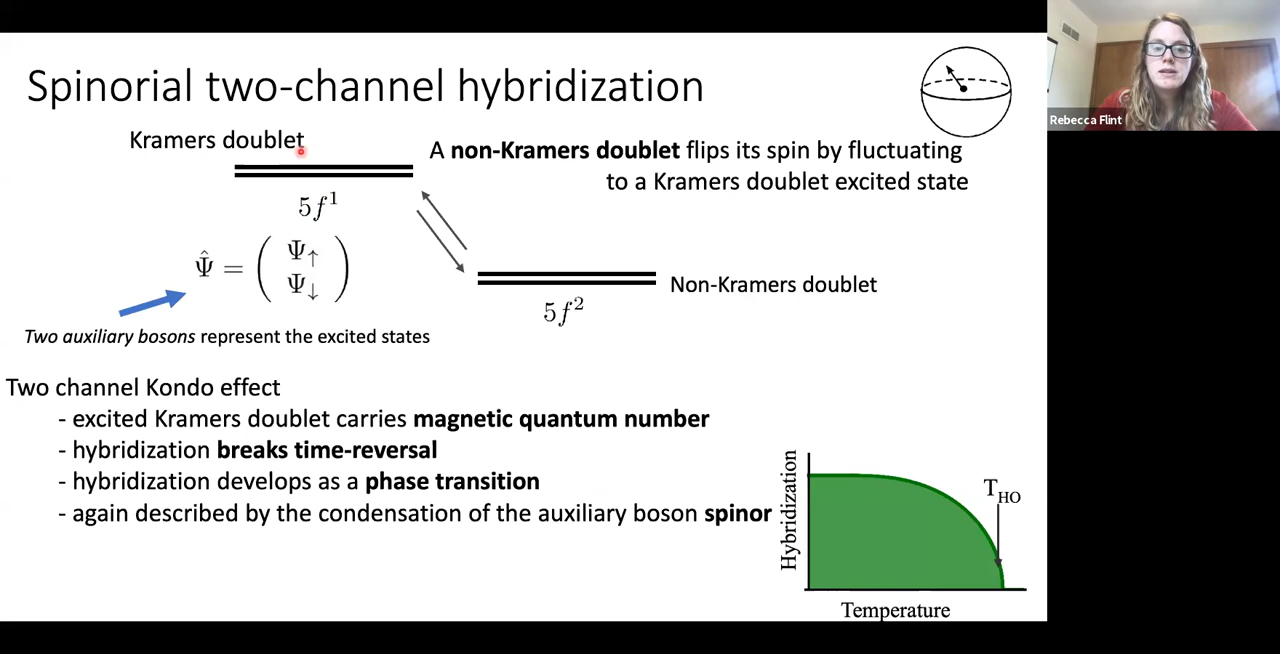 Spinorial two-channel hybridization
Rebecca Flint
Kramers doublet
A non-Kramers doublet flips its spin by fluctuating
to a Kramers doublet excited state
5f¹
Ψ̂ = ( Ψ↑
Ψ↓ )
Non-Kramers doublet
5f²
Two auxiliary bosons represent the excited states
Two channel Kondo effect
- excited Kramers doublet carries magnetic quantum number
- hybridization breaks time-reversal
- hybridization develops as a phase transition
- again described by the condensation of the auxiliary boson spinor
Hybridization
T_HO
Temperature